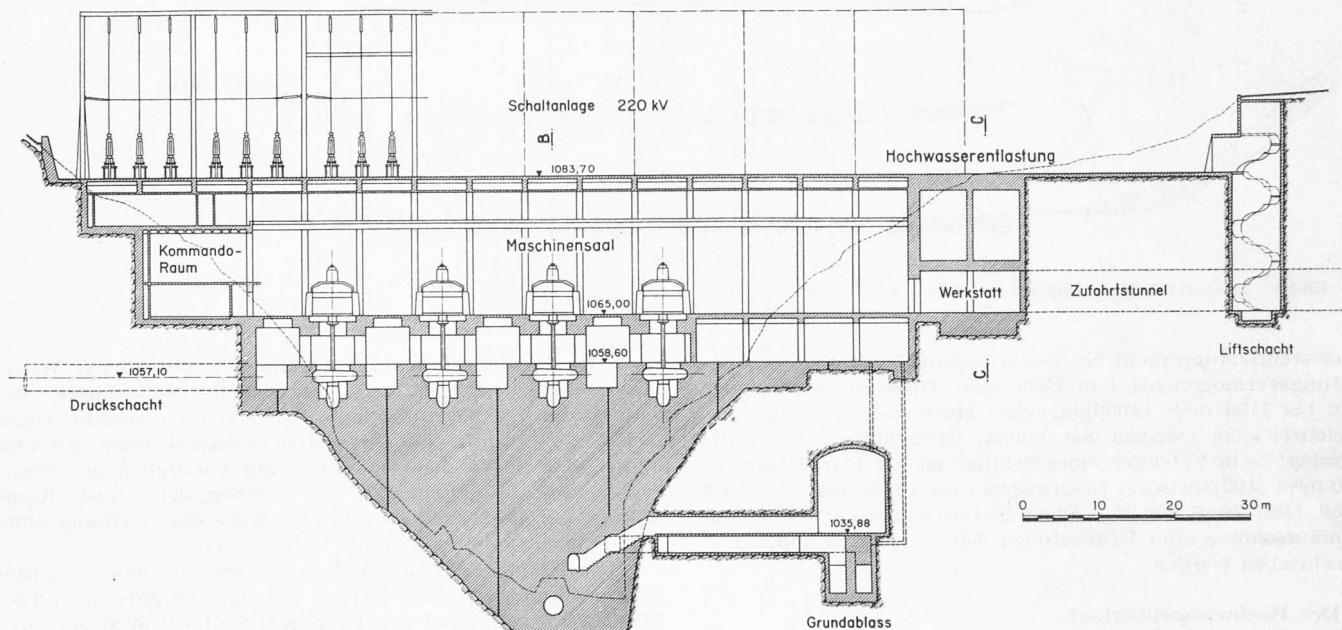 Schaltanlage 220 kV
B
C
Hochwasserentlastung
1083,70
Kommando-
Raum
Maschinensaal
1065,00
Werkstatt
Zufahrtstunnel
1058,60
1057,10
Druckschacht
C
Liftschacht
0 10 20 30 m
1035,88
Grundablass